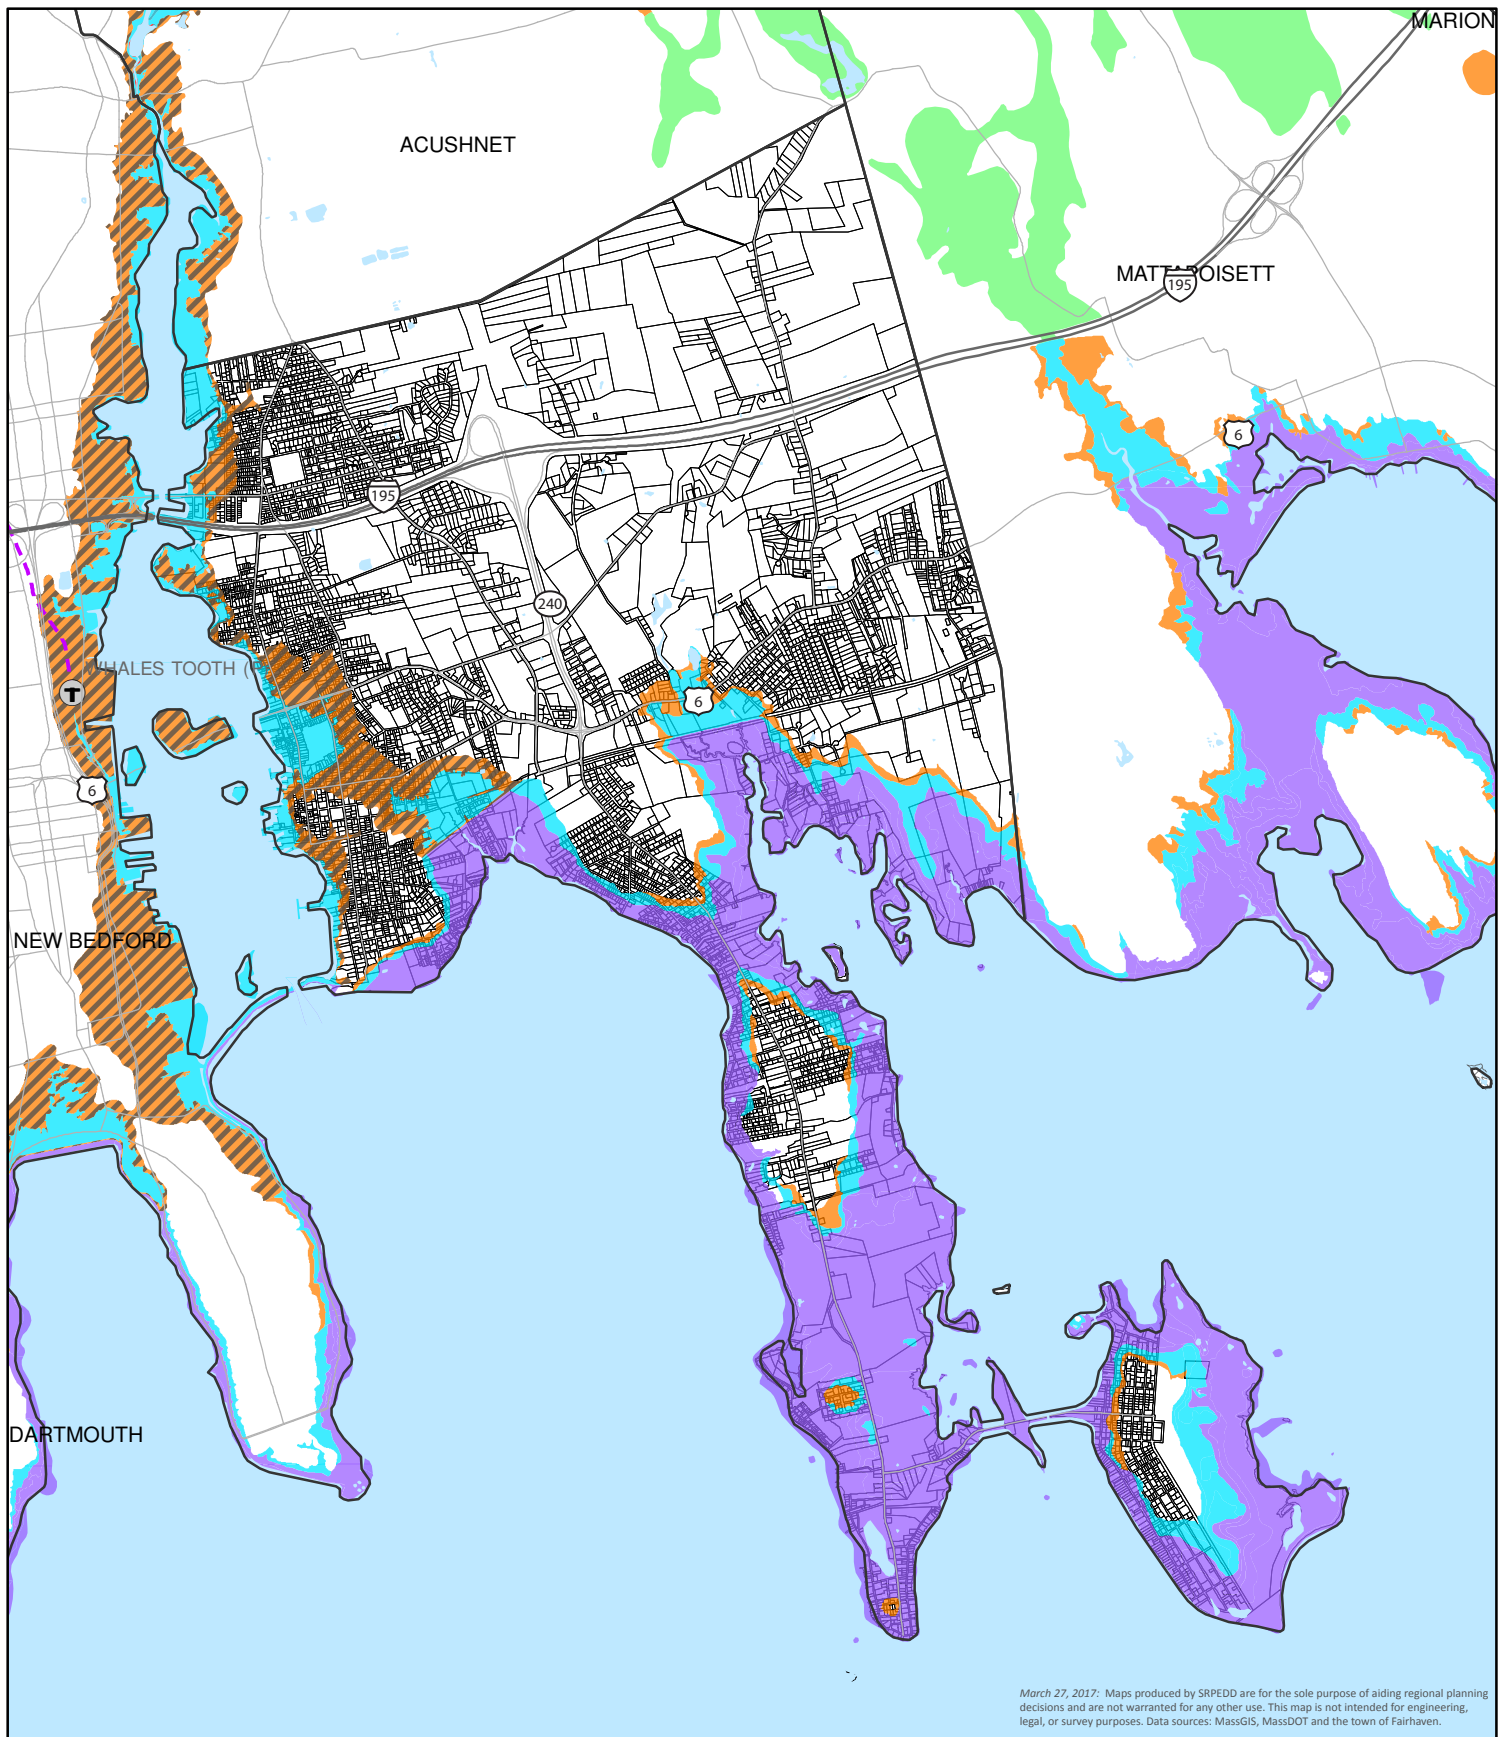 MARION
ACUSHNET
MATTAPOISETT
195
6
195
240
WHALES TOOTH (
6
6
NEW BEDFORD
DARTMOUTH
March 27, 2017: Maps produced by SRPEDD are for the sole purpose of aiding regional planning
decisions and are not warranted for any other use. This map is not intended for engineering,
legal, or survey purposes. Data sources: MassGIS, MassDOT and the town of Fairhaven.